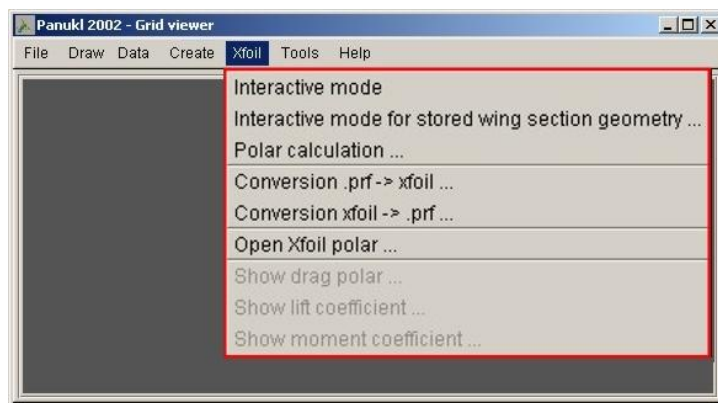 Panukl 2002 - Grid viewer
File Draw Data Create Xfoil Tools Help
Interactive mode
Interactive mode for stored wing section geometry ...
Polar calculation ...
Conversion .prf -> xfoil ...
Conversion xfoil -> .prf ...
Open Xfoil polar ...
Show drag polar ...
Show lift coefficient ...
Show moment coefficient ...